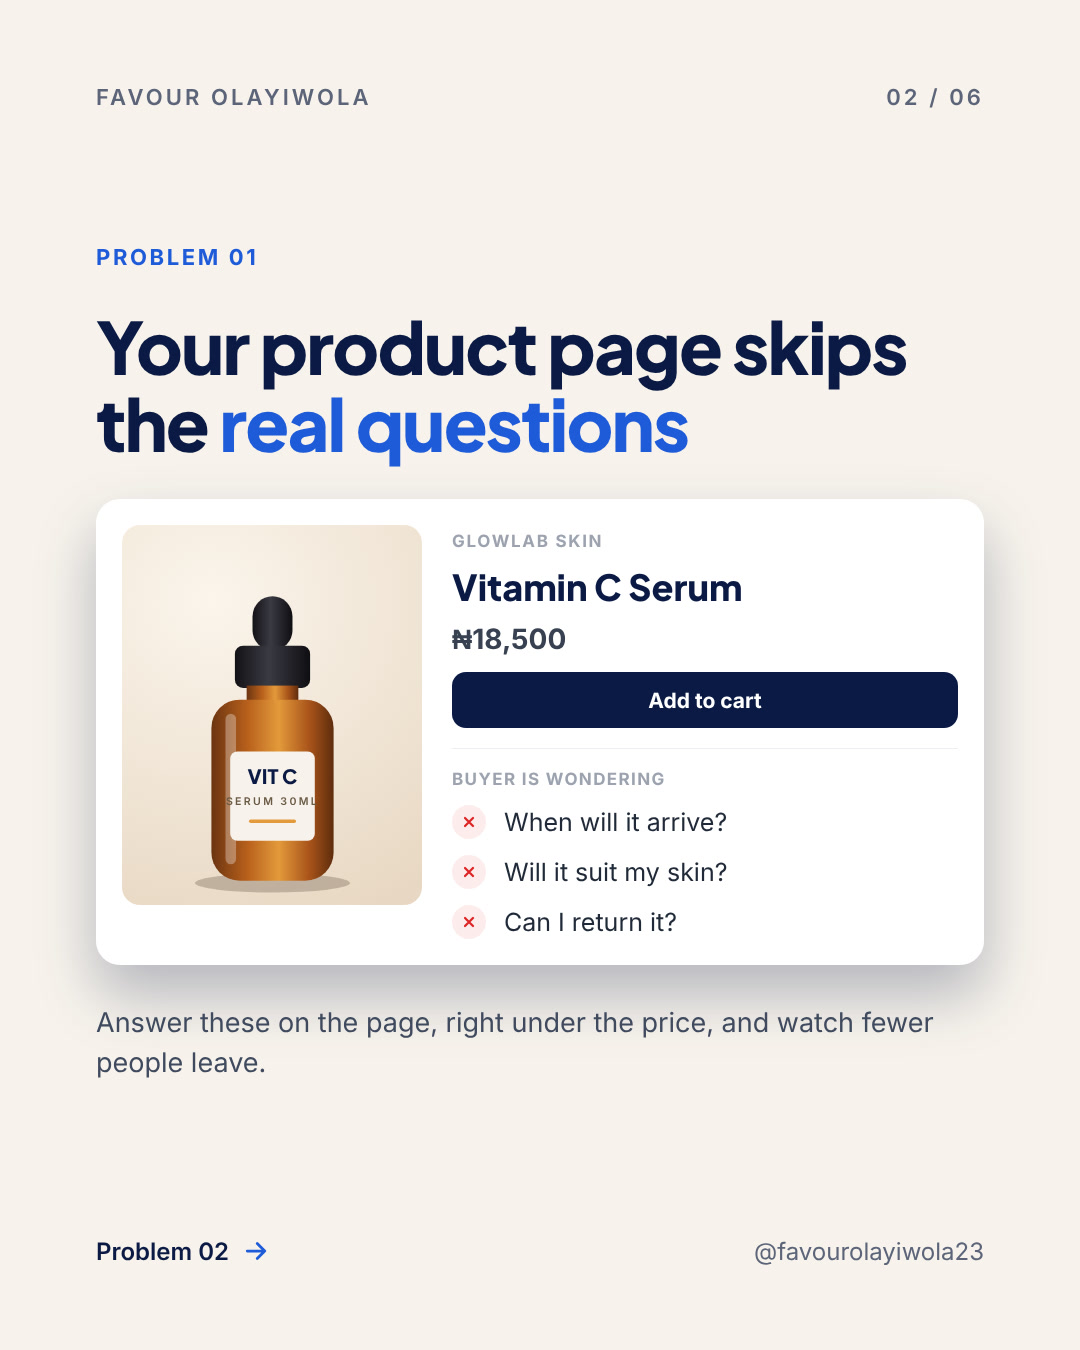 FAVOUR OLAYIWOLA
02 / 06
PROBLEM 01
Your product page skips
the real questions
VIT C
SERUM 30ML
GLOWLAB SKIN
Vitamin C Serum
₦18,500
Add to cart
BUYER IS WONDERING
When will it arrive?
Will it suit my skin?
Can I return it?
Answer these on the page, right under the price, and watch fewer
people leave.
Problem 02 →
@favourolayiwola23